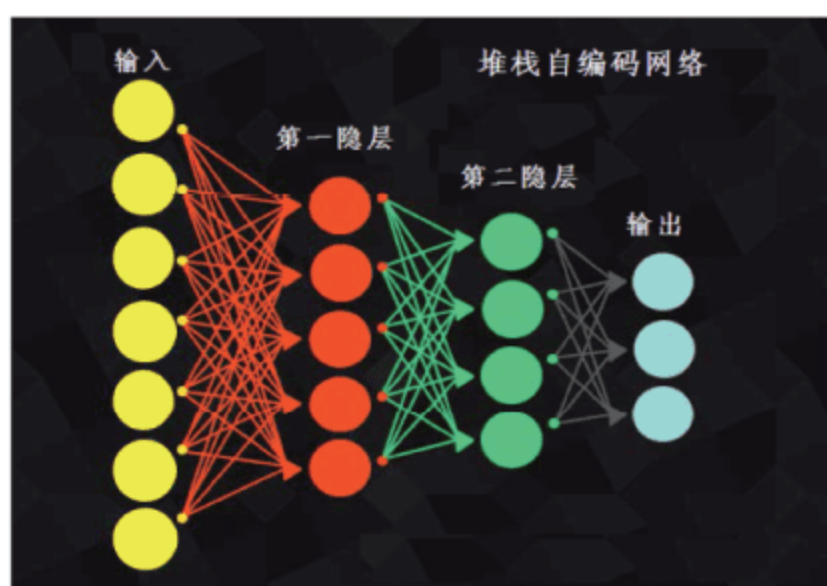 输入
堆栈自编码网络
第一隐层
第二隐层
输出